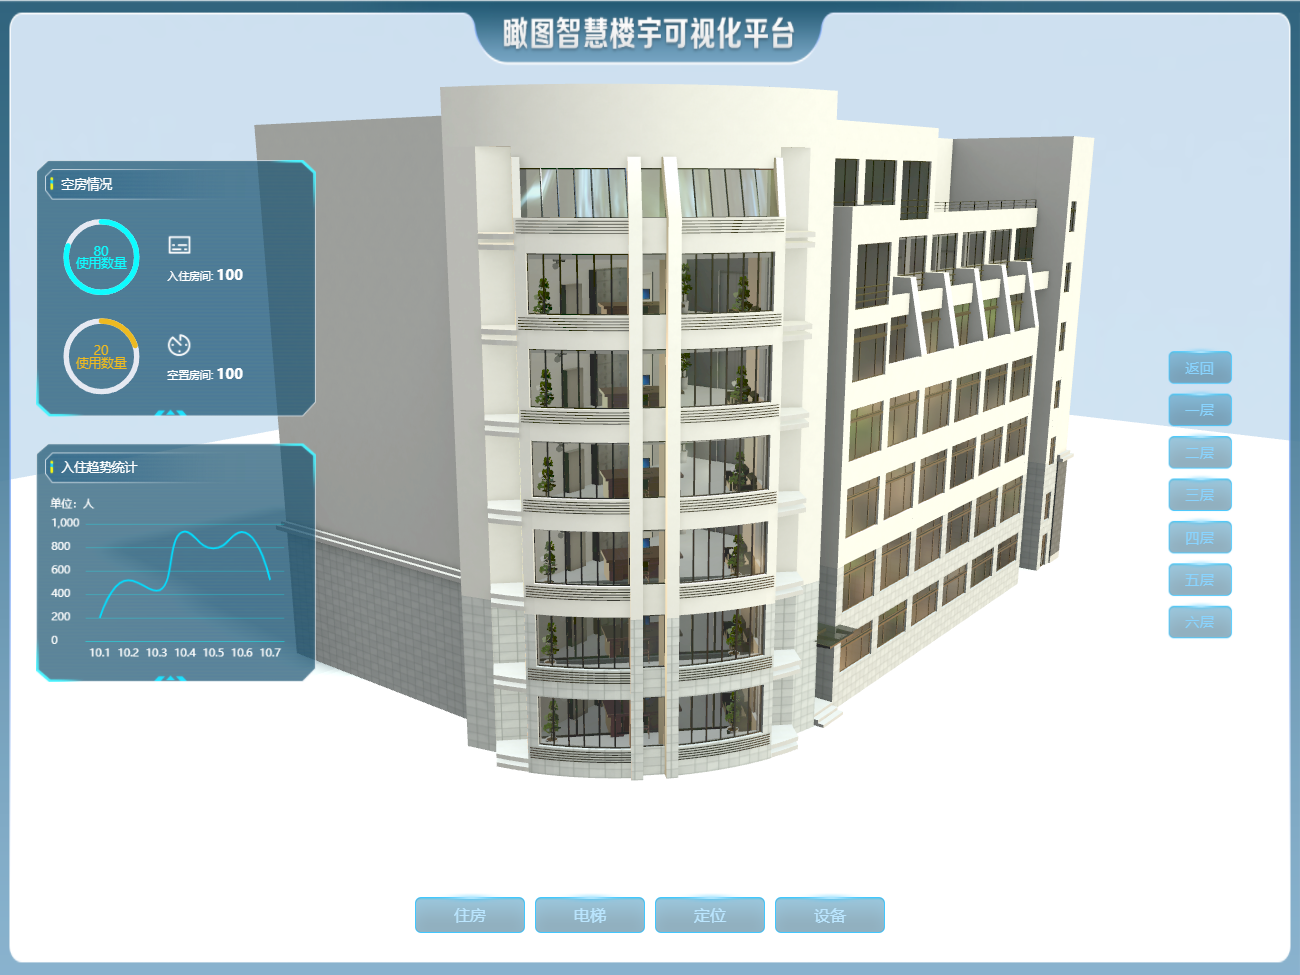 瞰图智慧楼宇可视化平台
空房情况
80
使用数量
入住房间: 100
20
使用数量
空置房间: 100
入住趋势统计
单位：人
1,000
800
600
400
200
0
10.1 10.2 10.3 10.4 10.5 10.6 10.7
返回
一层
二层
三层
四层
五层
六层
住房 电梯 定位 设备